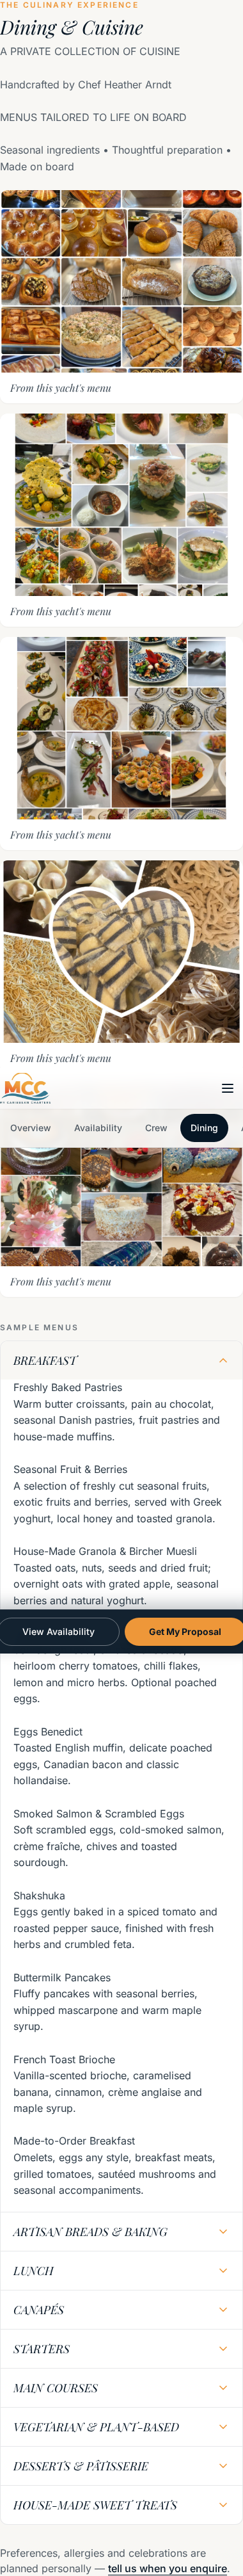 THE CULINARY EXPERIENCE
Dining & Cuisine
A PRIVATE COLLECTION OF CUISINE
Handcrafted by Chef Heather Arndt
MENUS TAILORED TO LIFE ON BOARD
Seasonal ingredients • Thoughtful preparation •
Made on board
From this yacht's menu
From this yacht's menu
From this yacht's menu
From this yacht's menu
MCC
Overview
Availability
Crew
Dining
From this yacht's menu
SAMPLE MENUS
BREAKFAST
Freshly Baked Pastries
Warm butter croissants, pain au chocolat,
seasonal Danish pastries, fruit pastries and
house-made muffins.
Seasonal Fruit & Berries
A selection of freshly cut seasonal fruits,
exotic fruits and berries, served with Greek
yoghurt, local honey and toasted granola.
House-Made Granola & Bircher Muesli
Toasted oats, nuts, seeds and dried fruit;
overnight oats with grated apple, seasonal
berries and natural yoghurt.
View Availability
Get My Proposal
heirloom cherry tomatoes, chilli flakes,
lemon and micro herbs. Optional poached
eggs.
Eggs Benedict
Toasted English muffin, delicate poached
eggs, Canadian bacon and classic
hollandaise.
Smoked Salmon & Scrambled Eggs
Soft scrambled eggs, cold-smoked salmon,
crème fraîche, chives and toasted
sourdough.
Shakshuka
Eggs gently baked in a spiced tomato and
roasted pepper sauce, finished with fresh
herbs and crumbled feta.
Buttermilk Pancakes
Fluffy pancakes with seasonal berries,
whipped mascarpone and warm maple
syrup.
French Toast Brioche
Vanilla-scented brioche, caramelised
banana, cinnamon, crème anglaise and
maple syrup.
Made-to-Order Breakfast
Omelets, eggs any style, breakfast meats,
grilled tomatoes, sautéed mushrooms and
seasonal accompaniments.
ARTISAN BREADS & BAKING
LUNCH
CANAPÉS
STARTERS
MAIN COURSES
VEGETARIAN & PLANT-BASED
DESSERTS & PÂTISSERIE
HOUSE-MADE SWEET TREATS
Preferences, allergies and celebrations are
planned personally — tell us when you enquire.